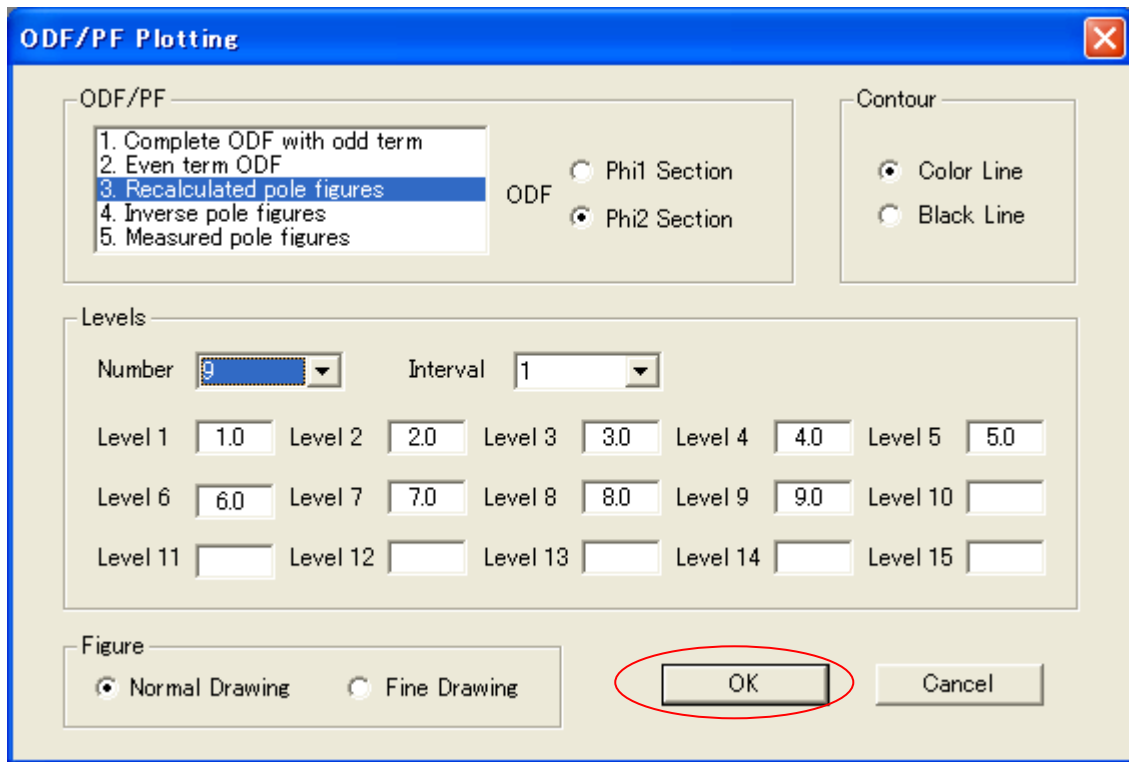 ODF/PF Plotting
ODF/PF
1. Complete ODF with odd term
2. Even term ODF
3. Recalculated pole figures
4. Inverse pole figures
5. Measured pole figures
ODF
Phi1 Section
Phi2 Section
Contour
Color Line
Black Line
Levels
Number 9 Interval 1
Level 1 1.0 Level 2 2.0 Level 3 3.0 Level 4 4.0 Level 5 5.0
Level 6 6.0 Level 7 7.0 Level 8 8.0 Level 9 9.0 Level 10
Level 11 Level 12 Level 13 Level 14 Level 15
Figure
Normal Drawing Fine Drawing
OK Cancel